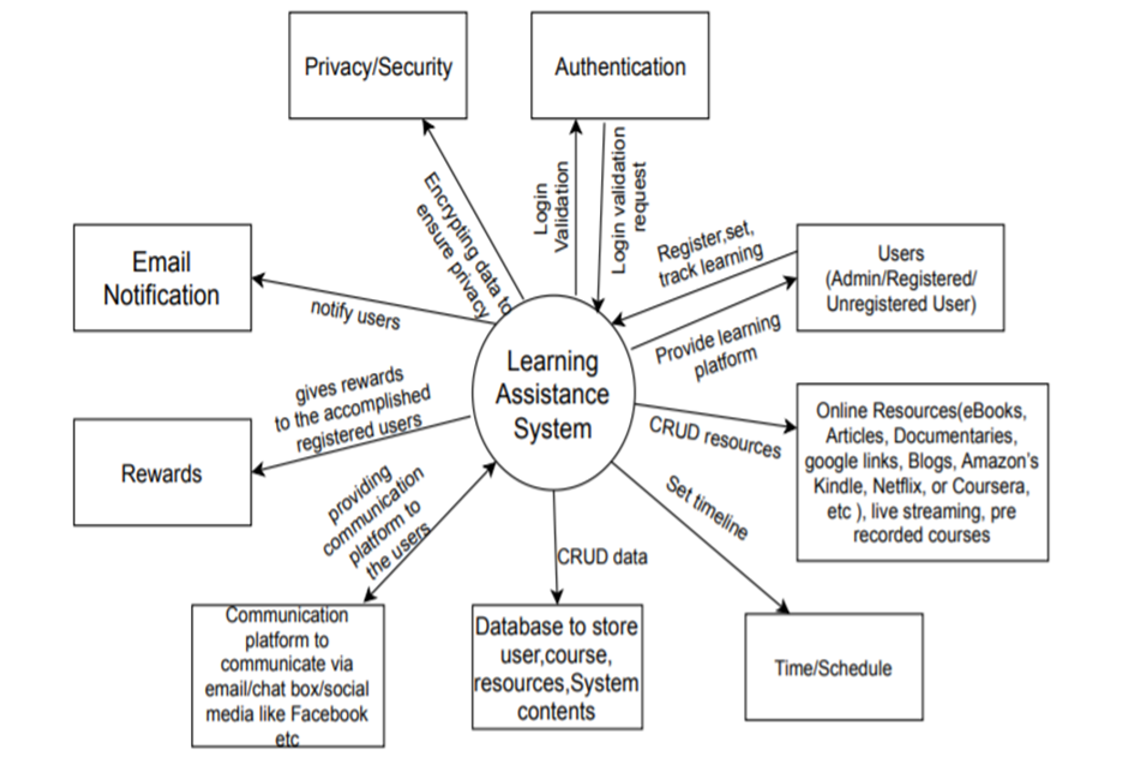 Privacy/Security
Authentication
Encrypting data to
ensure privacy
Login
Validation
Login validation
request
Register,set,
track learning
Users
(Admin/Registered/
Unregistered User)
Email
Notification
notify users
Provide learning
platform
Learning
Assistance
System
gives rewards
to the accomplished
registered users
Rewards
CRUD resources
Online Resources(eBooks,
Articles, Documentaries,
google links, Blogs, Amazon's
Kindle, Netflix, or Coursera,
etc ), live streaming, pre
recorded courses
providing
communication
platform to
the users
Set timeline
CRUD data
Communication
platform to
communicate via
email/chat box/social
media like Facebook
etc
Database to store
user,course,
resources,System
contents
Time/Schedule